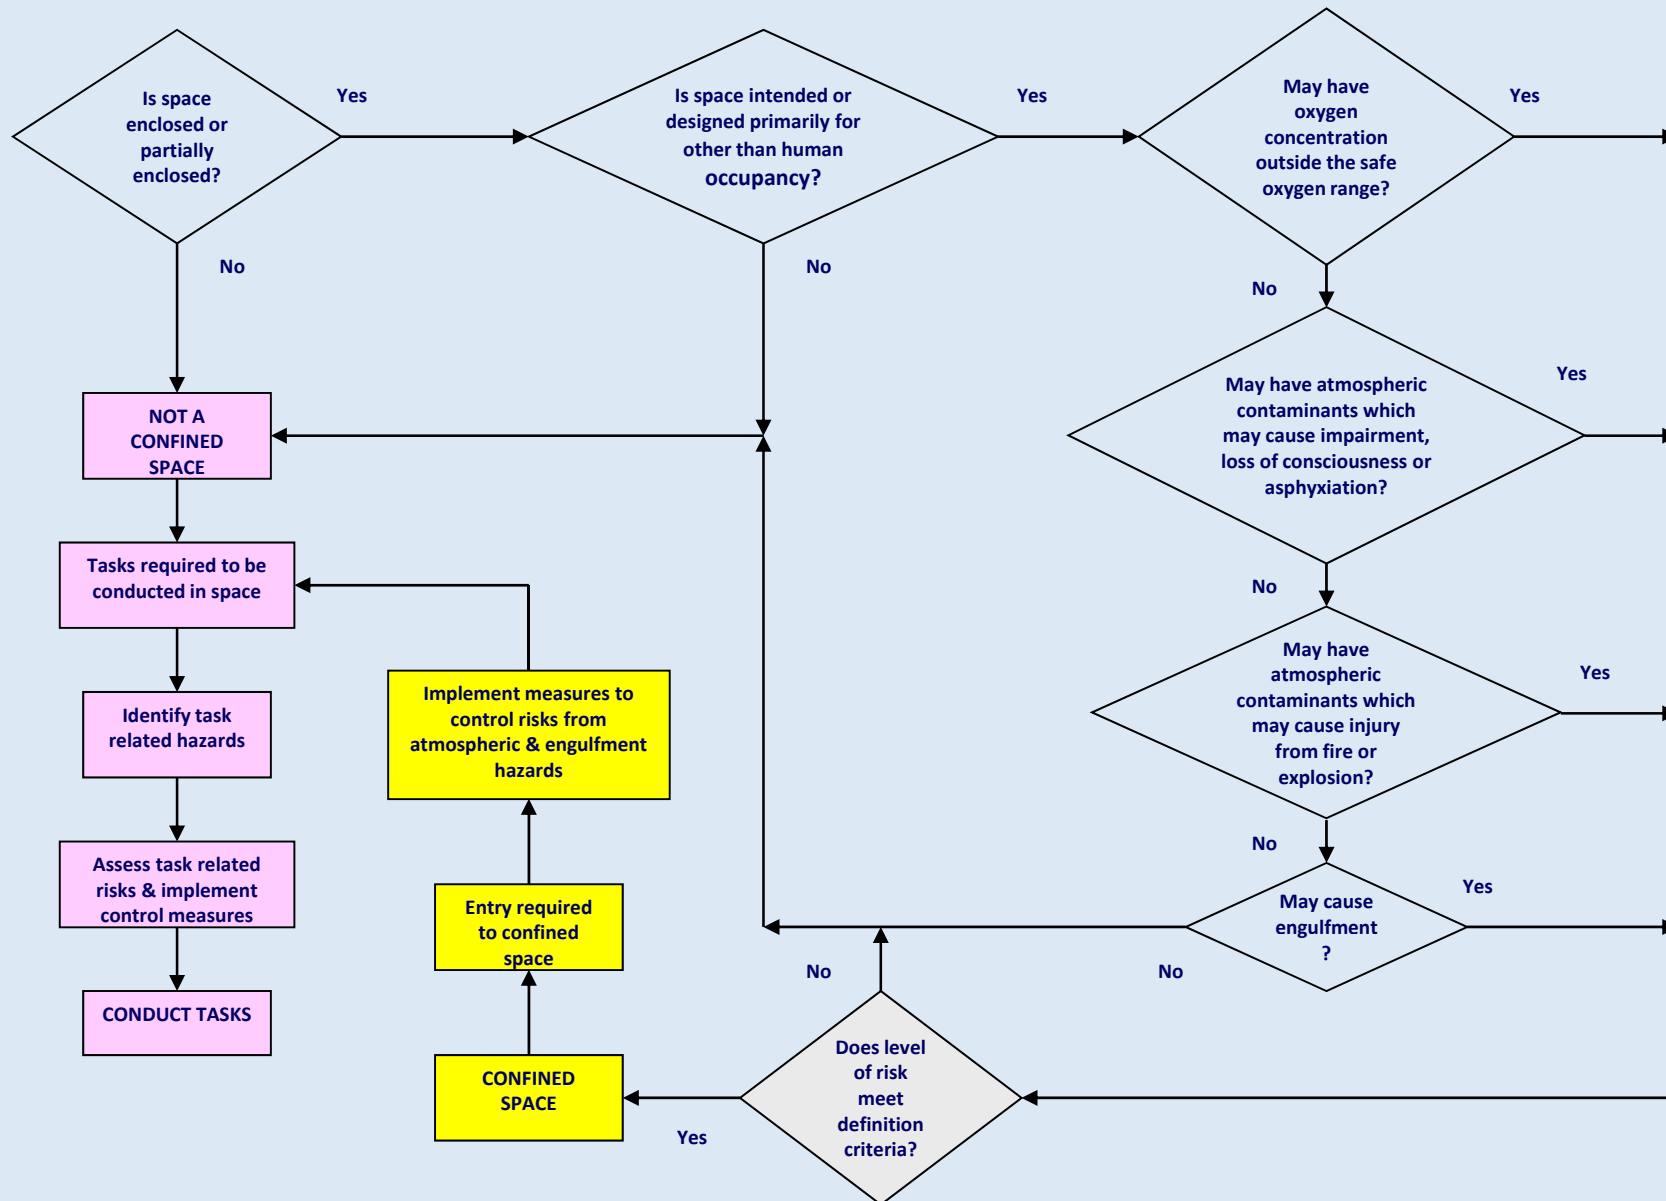 Is space
enclosed or
partially
enclosed?
Yes
No
Is space intended or
designed primarily for
other than human
occupancy?
Yes
No
May have
oxygen
concentration
outside the safe
oxygen range?
Yes
No
May have atmospheric
contaminants which
may cause impairment,
loss of consciousness or
asphyxiation?
Yes
No
May have
atmospheric
contaminants which
may cause injury
from fire or
explosion?
Yes
No
May cause
engulfment
?
Yes
No
Does level
of risk
meet
definition
criteria?
No
Yes
CONFINED
SPACE
Entry required
to confined
space
Implement measures to
control risks from
atmospheric & engulfment
hazards
NOT A
CONFINED
SPACE
Tasks required to be
conducted in space
Identify task
related hazards
Assess task related
risks & implement
control measures
CONDUCT TASKS